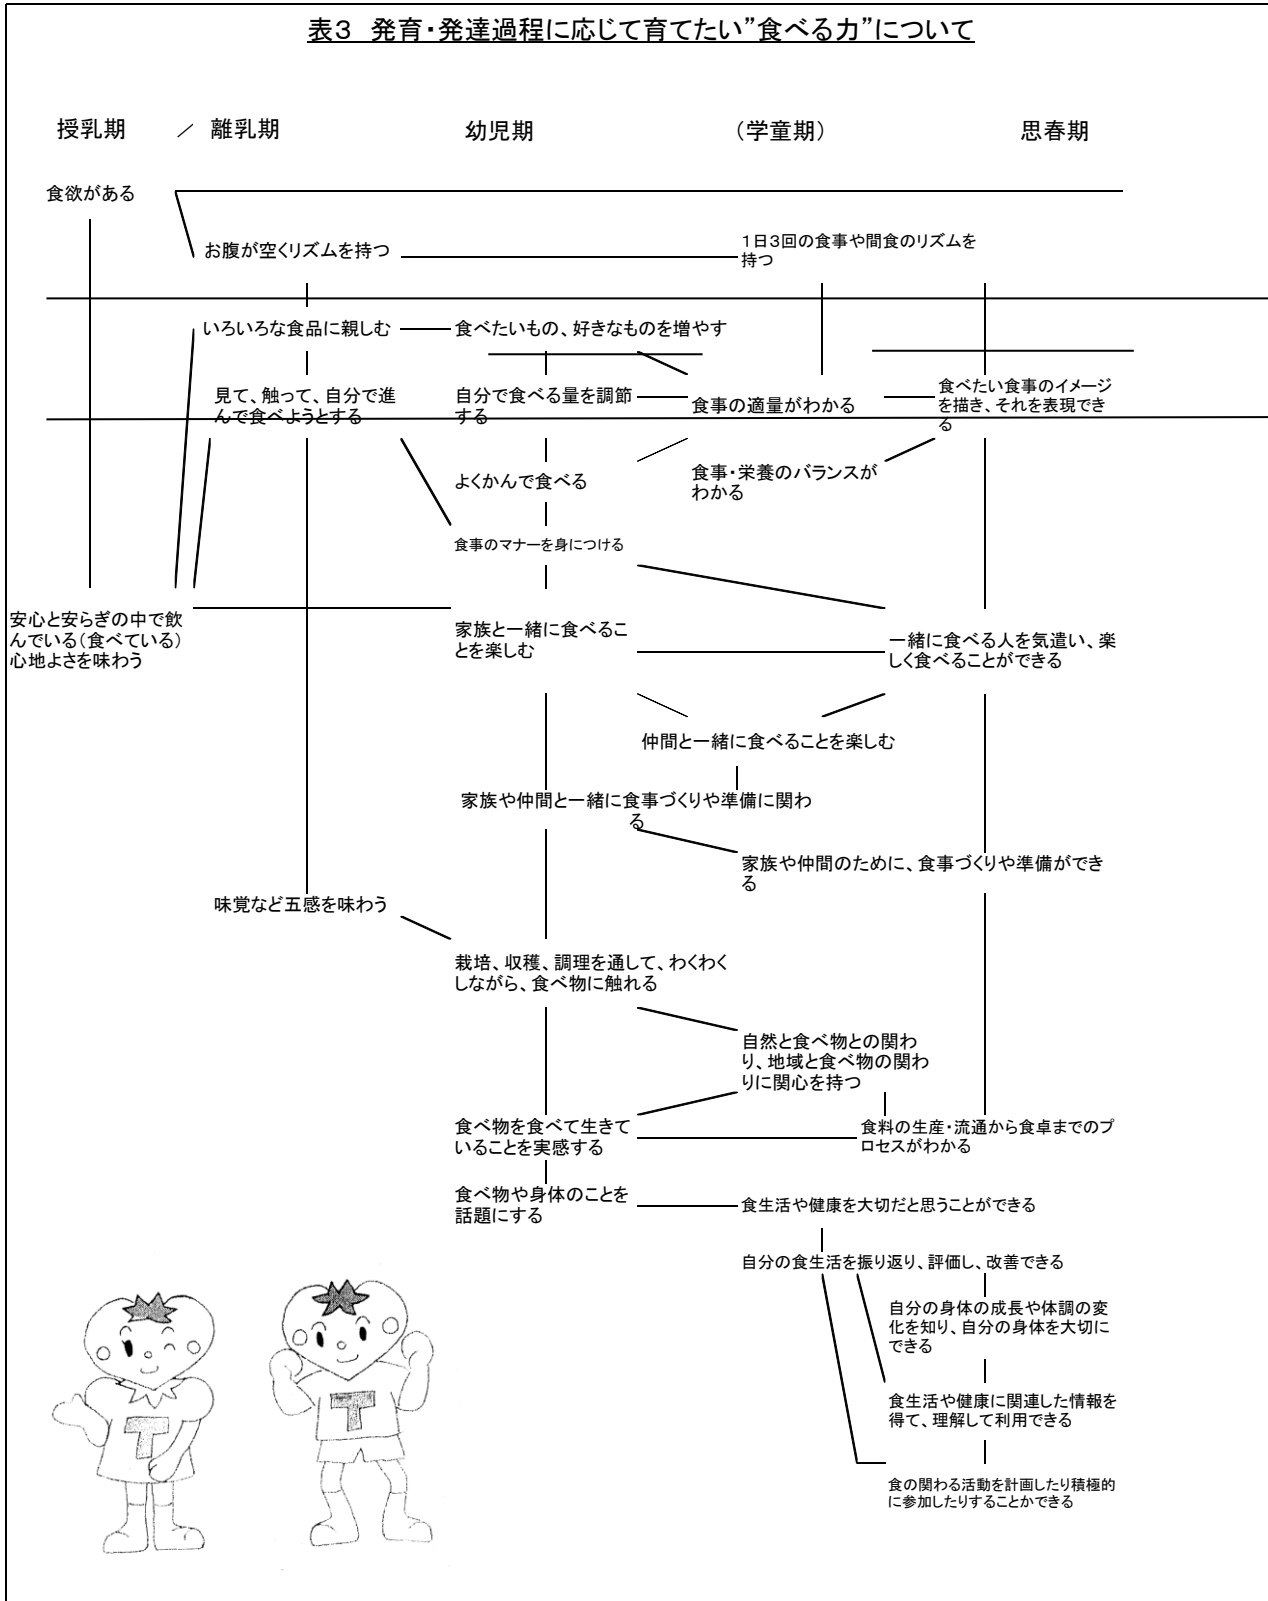 表3 発育・発達過程に応じて育てたい”食べる力”について
授乳期 / 離乳期 幼児期 (学童期) 思春期
食欲がある
お腹が空くリズムを持つ
1日3回の食事や間食のリズムを
持つ
いろいろな食品に親しむ
食べたいもの、好きなものを増やす
見て、触って、自分で進
んで食べようとする
自分で食べる量を調節
する
食事の適量がわかる
食べたい食事のイメージ
を描き、それを表現でき
る
よくかんで食べる
食事・栄養のバランスが
わかる
食事のマナーを身につける
安心と安らぎの中で飲
んでいる(食べている)
心地よさを味わう
家族と一緒に食べるこ
とを楽しむ
一緒に食べる人を気遣い、楽
しく食べることができる
仲間と一緒に食べることを楽しむ
家族や仲間と一緒に食事づくりや準備に関わ
る
家族や仲間のために、食事づくりや準備ができ
る
味覚など五感を味わう
栽培、収穫、調理を通して、わくわく
しながら、食べ物に触れる
自然と食べ物との関わ
り、地域と食べ物の関わ
りに関心を持つ
食べ物を食べて生きて
いることを実感する
食料の生産・流通から食卓までのプ
ロセスがわかる
食べ物や身体のことを
話題にする
食生活や健康を大切だと思うことができる
自分の食生活を振り返り、評価し、改善できる
自分の身体の成長や体調の変
化を知り、自分の身体を大切に
できる
食生活や健康に関連した情報を
得て、理解して利用できる
食の関わる活動を計画したり積極的
に参加したりすることかできる
T
T